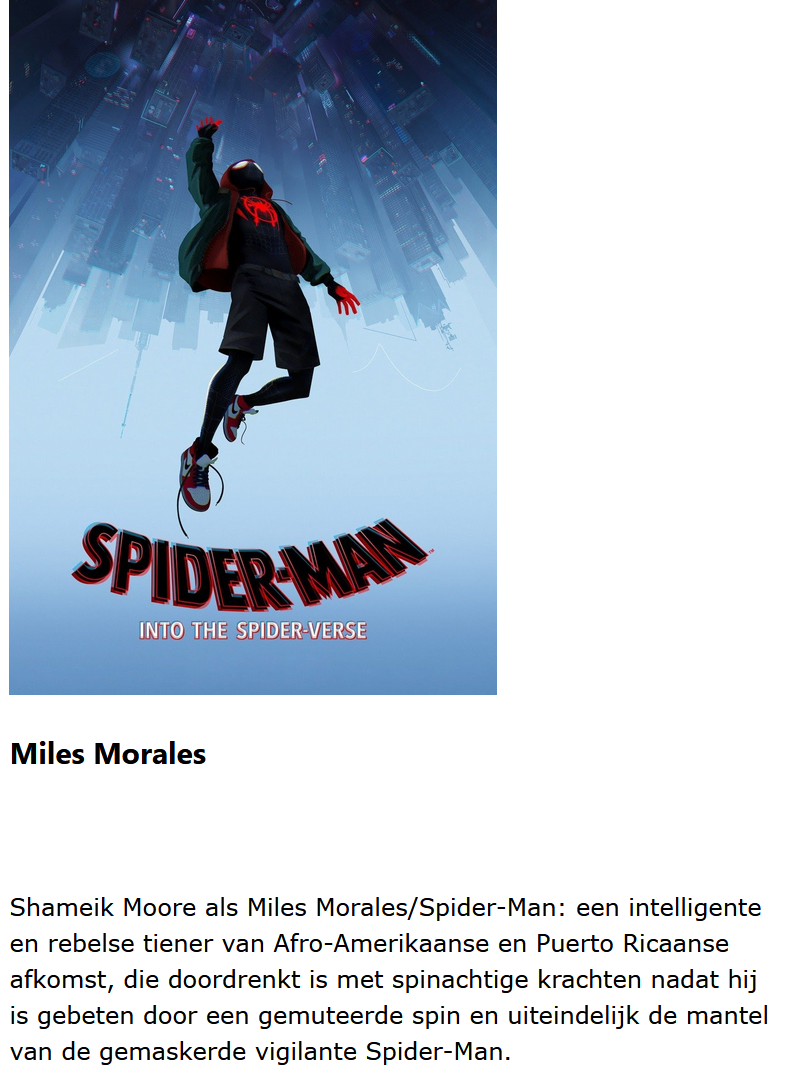 SPIDER-MAN™
INTO THE SPIDER-VERSE
Miles Morales
Shameik Moore als Miles Morales/Spider-Man: een intelligente
en rebelse tiener van Afro-Amerikaanse en Puerto Ricaanse
afkomst, die doordrenkt is met spinachtige krachten nadat hij
is gebeten door een gemuteerde spin en uiteindelijk de mantel
van de gemaskerde vigilante Spider-Man.